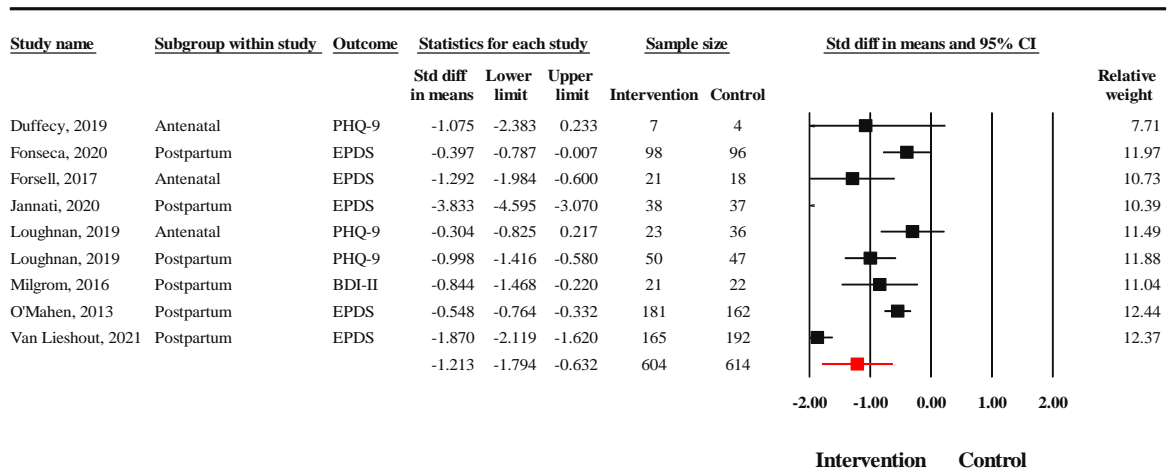 Study name Subgroup within study Outcome Statistics for each study Sample size Std diff in means and 95% CI
Std diff in means Lower limit Upper limit Intervention Control Relative weight
Duffecy, 2019 Antenatal PHQ-9 -1.075 -2.383 0.233 7 4 7.71
Fonseca, 2020 Postpartum EPDS -0.397 -0.787 -0.007 98 96 11.97
Forsell, 2017 Antenatal EPDS -1.292 -1.984 -0.600 21 18 10.73
Jannati, 2020 Postpartum EPDS -3.833 -4.595 -3.070 38 37 10.39
Loughnan, 2019 Antenatal PHQ-9 -0.304 -0.825 0.217 23 36 11.49
Loughnan, 2019 Postpartum PHQ-9 -0.998 -1.416 -0.580 50 47 11.88
Milgrom, 2016 Postpartum BDI-II -0.844 -1.468 -0.220 21 22 11.04
O'Mahen, 2013 Postpartum EPDS -0.548 -0.764 -0.332 181 162 12.44
Van Lieshout, 2021 Postpartum EPDS -1.870 -2.119 -1.620 165 192 12.37
-1.213 -1.794 -0.632 604 614
-2.00 -1.00 0.00 1.00 2.00
Intervention Control